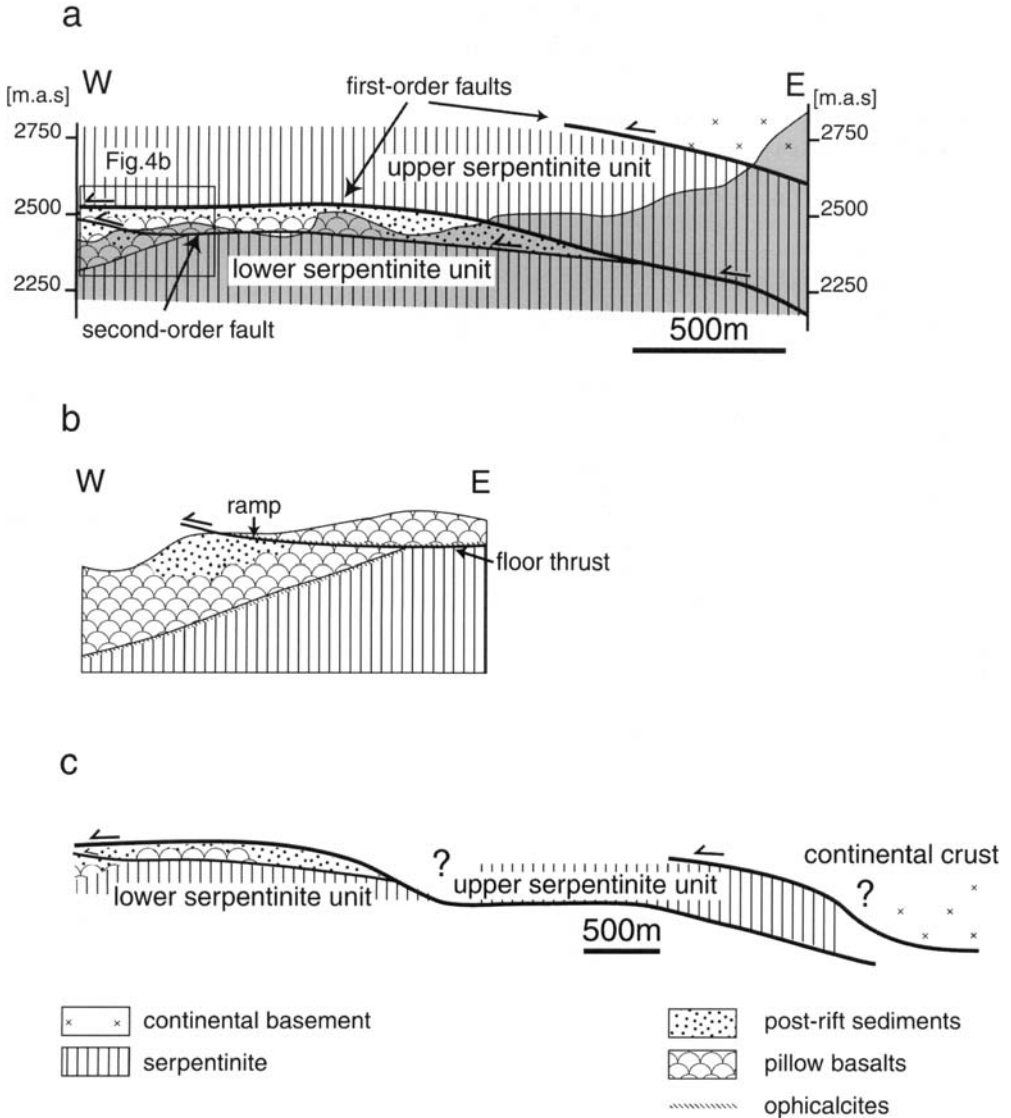 a
W
E
[m.a.s]
[m.a.s]
first-order faults
2750
2750
Fig.4b
upper serpentinite unit
2500
2500
lower serpentinite unit
2250
2250
second-order fault
500m
b
W
E
ramp
floor thrust
c
?
continental crust
?
lower serpentinite unit
upper serpentinite unit
500m
continental basement
post-rift sediments
serpentinite
pillow basalts
ophicalcites